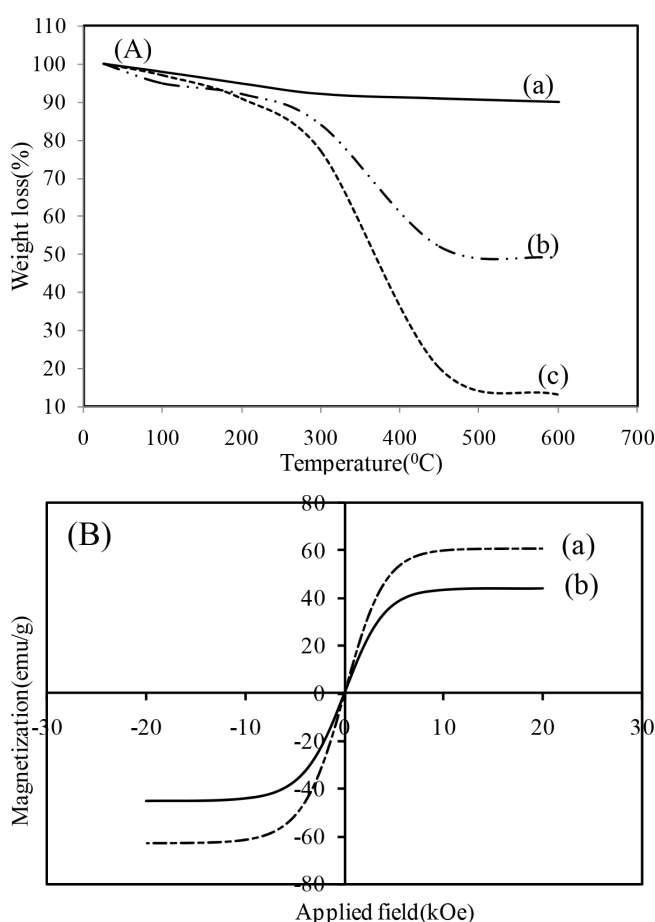 (A)
Weight loss(%)
100
90
80
70
60
50
40
30
20
10
(a)
(b)
(c)
0 100 200 300 400 500 600 700
Temperature(⁰C)
(B)
Magnetization(emu/g)
80
60
40
20
0
-20
-40
-60
-80
(a)
(b)
-30 -20 -10 0 10 20 30
Applied field(kOe)